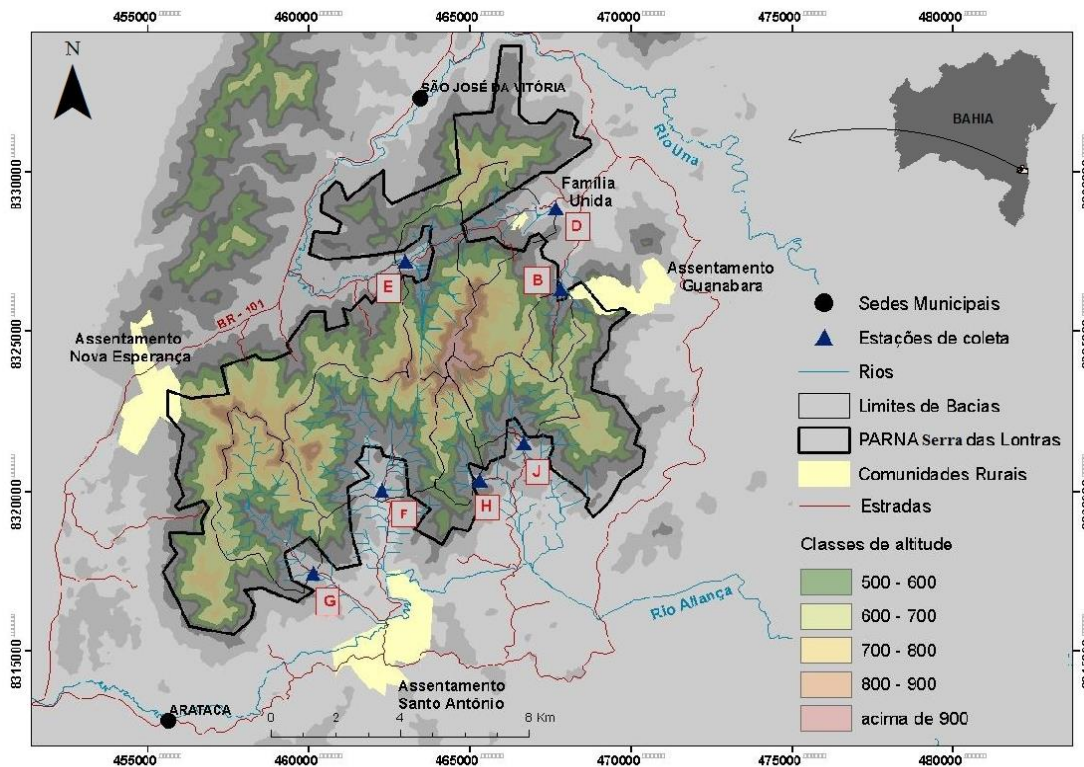 455000 460000 465000 470000 475000 480000
N
SÃO JOSÉ DA VITÓRIA
BAHIA
Rio Una
8330000
Família
Unida
D
E
B
Assentamento
Guanabara
BR - 101
8325000
Assentamento
Nova Esperança
Sedes Municipais
Estações de coleta
Rios
Limites de Bacias
PARNA Serra das Lontras
Comunidades Rurais
Estradas
J
H
F
8320000
G
Rio Aliança
Classes de altitude
500 - 600
600 - 700
700 - 800
800 - 900
acima de 900
8315000
Assentamento
Santo Antônio
ARATACA
0 2 4 8 Km
455000 460000 465000 470000 475000 480000